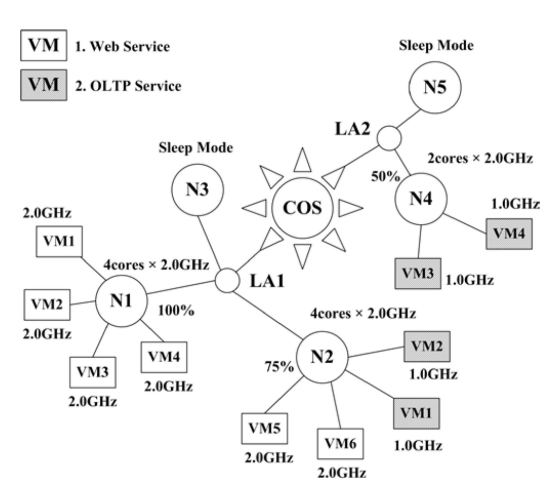 VM 1. Web Service
VM 2. OLTP Service
Sleep Mode
N5
LA2
2cores × 2.0GHz
50%
N4
1.0GHz
VM4
VM3
1.0GHz
Sleep Mode
N3
COS
2.0GHz
VM1
4cores × 2.0GHz
LA1
VM2
N1
100%
2.0GHz
VM3
2.0GHz
VM4
2.0GHz
4cores × 2.0GHz
N2
75%
VM2
1.0GHz
VM1
1.0GHz
VM5
2.0GHz
VM6
2.0GHz